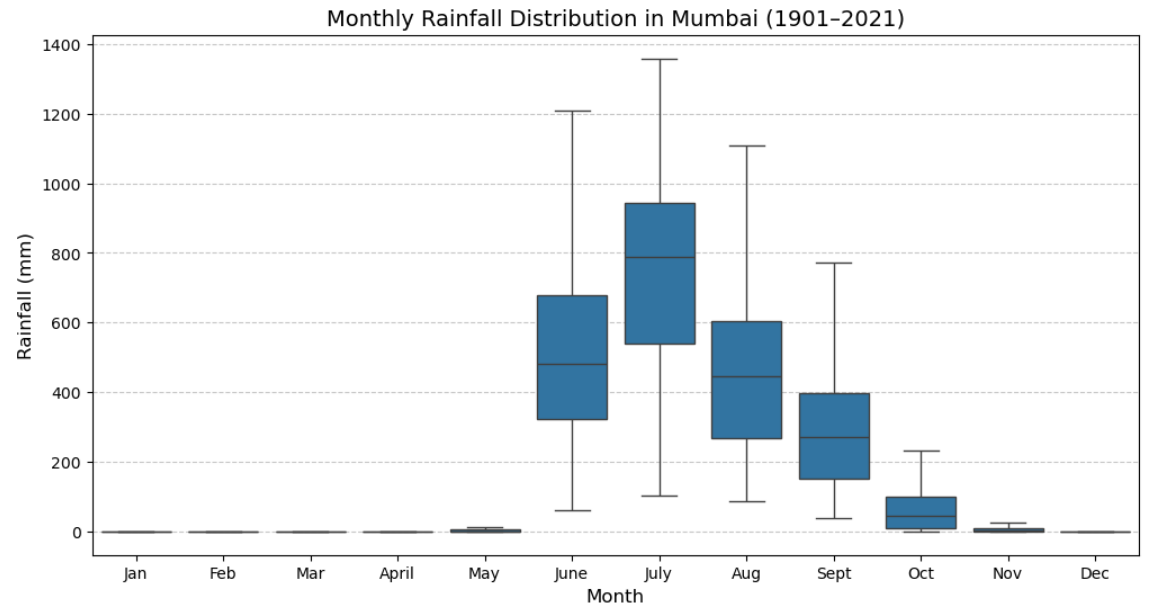 Monthly Rainfall Distribution in Mumbai (1901–2021)
1400
1200
1000
800
600
400
200
0
Rainfall (mm)
Jan Feb Mar April May June July Aug Sept Oct Nov Dec
Month